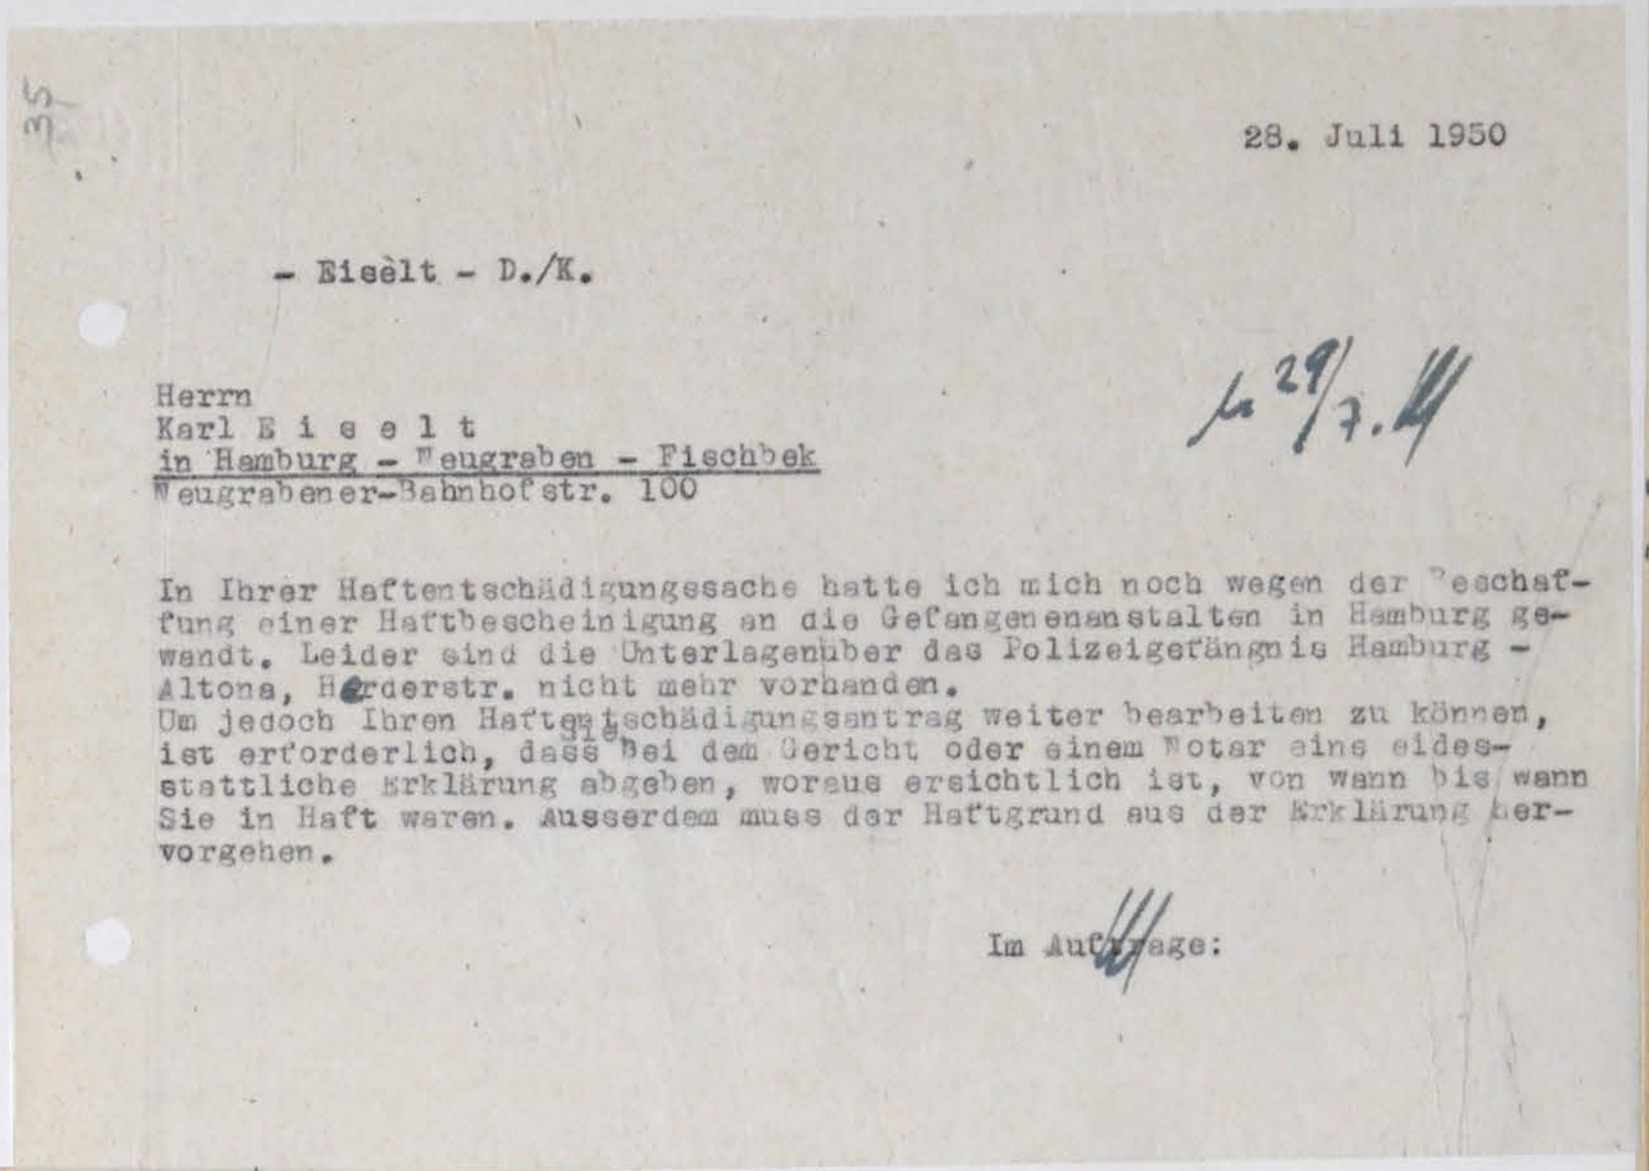 35
28. Juli 1950
- Eiselt - D./K.
29/7.
Herrn
Karl E i s e l t
in Hamburg - Neugraben - Fischbek
Neugrabener-Bahnhofstr. 100
In Ihrer Haftentschädigungssache hatte ich mich noch wegen der Beschaf-
fung einer Haftbescheinigung an die Gefangenenanstalten in Hamburg ge-
wandt. Leider sind die Unterlagenüber das Polizeigefängnis Hamburg -
Altona, Herderstr. nicht mehr vorhanden.
Um jedoch Ihren Haftentschädigungsantrag weiter bearbeiten zu können,
ist erforderlich, dass bei dem Gericht oder einem Notar eine eides-
stattliche Erklärung abgeben, woraus ersichtlich ist, von wann bis wann
Sie in Haft waren. Ausserdem muss der Haftgrund aus der Erklärung her-
vorgehen.
Im Auftrage: